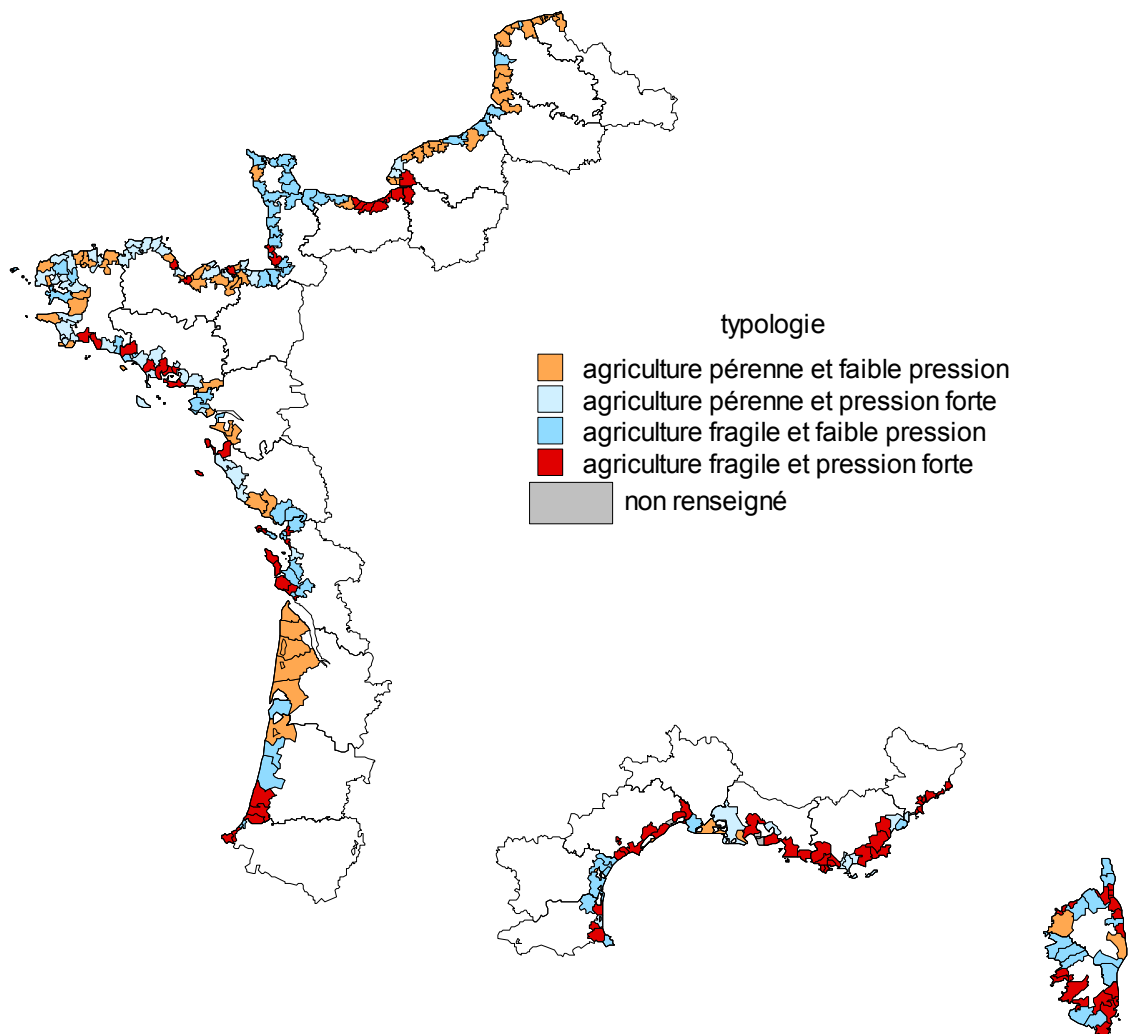 typologie
agriculture pérenne et faible pression
agriculture pérenne et pression forte
agriculture fragile et faible pression
agriculture fragile et pression forte
non renseigné